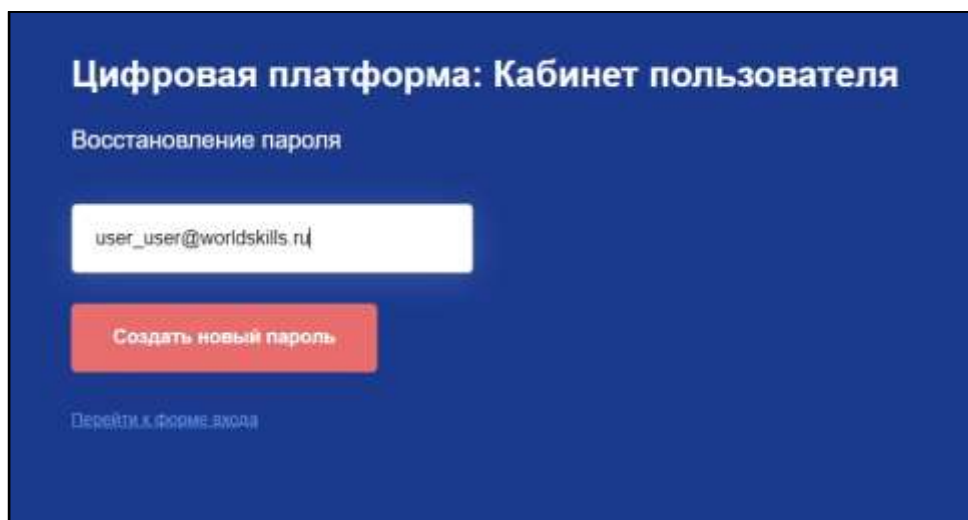 Цифровая платформа: Кабинет пользователя
Восстановление пароля
user_user@worldskills.ru
Создать новый пароль
Перейти к форме входа